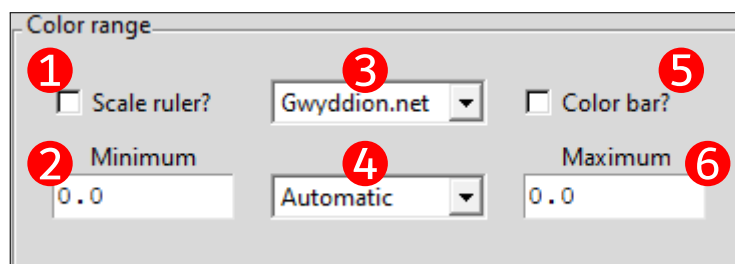 Color range
1 3 5
Scale ruler? Gwyddion.net Color bar?
2 Minimum 4 Maximum 6
0.0 Automatic 0.0